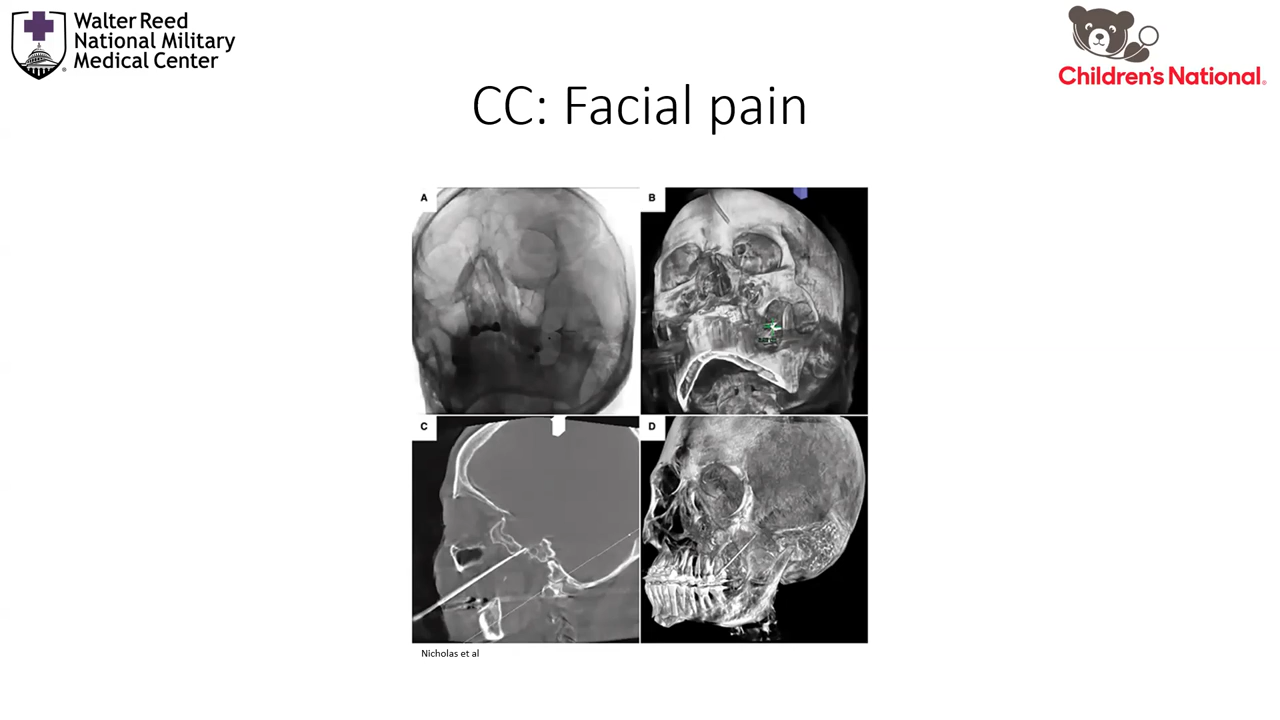 Walter Reed
National Military
Medical Center
Children's National.
CC: Facial pain
A
B
C
D
Nicholas et al